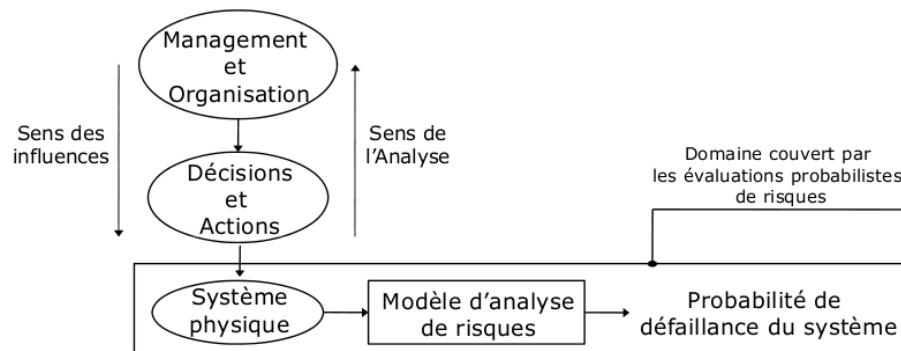 Management
et
Organisation
Sens des
influences
Sens de
l'Analyse
Décisions
et
Actions
Domaine couvert par
les évaluations probabilistes
de risques
Système
physique
Modèle d'analyse
de risques
Probabilité de
défaillance du système